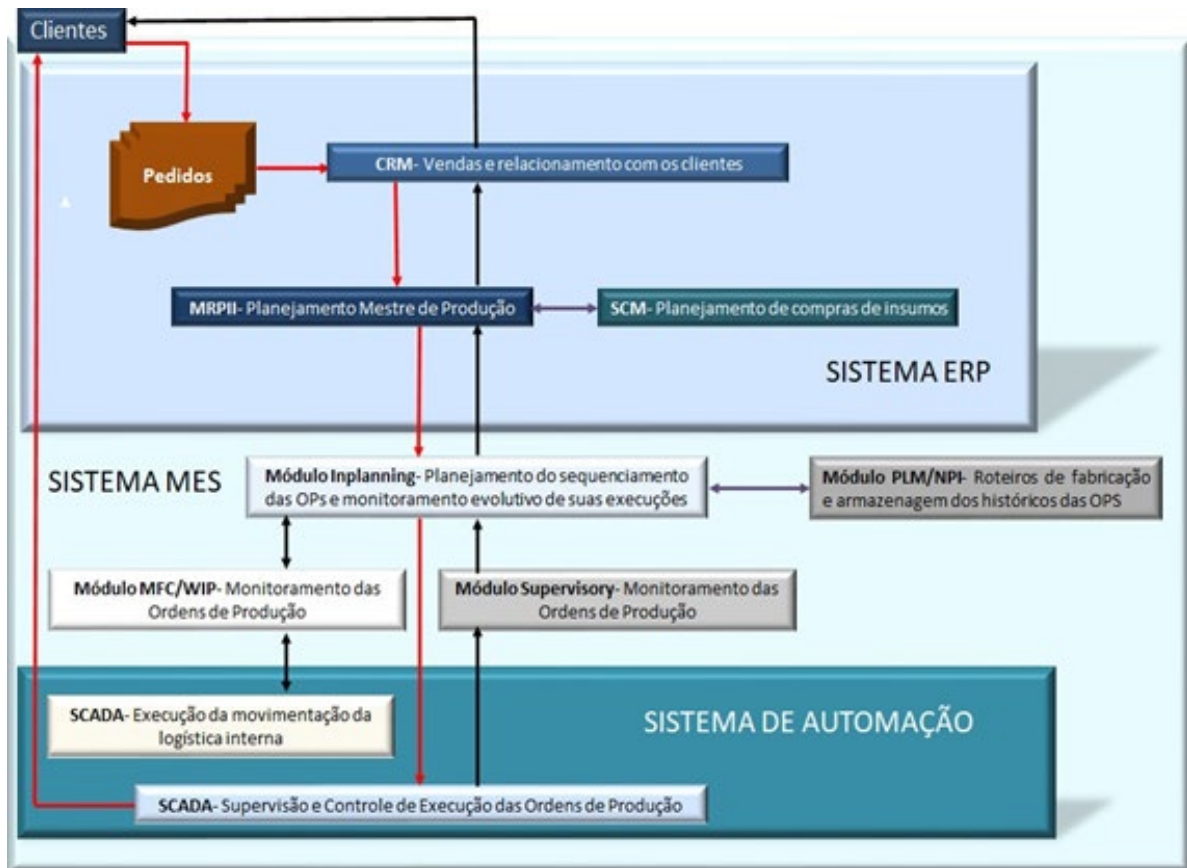 Clientes
Pedidos
CRM- Vendas e relacionamento com os clientes
MRPII- Planejamento Mestre de Produção
SCM- Planejamento de compras de insumos
SISTEMA ERP
SISTEMA MES
Módulo Inplanning- Planejamento do sequenciamento
das OPs e monitoramento evolutivo de suas execuções
Módulo PLM/NPI- Roteiros de fabricação
e armazenagem dos históricos das OPS
Módulo MFC/WIP- Monitoramento das
Ordens de Produção
Módulo Supervisory- Monitoramento das
Ordens de Produção
SCADA- Execução da movimentação da
logística interna
SISTEMA DE AUTOMAÇÃO
SCADA- Supervisão e Controle de Execução das Ordens de Produção